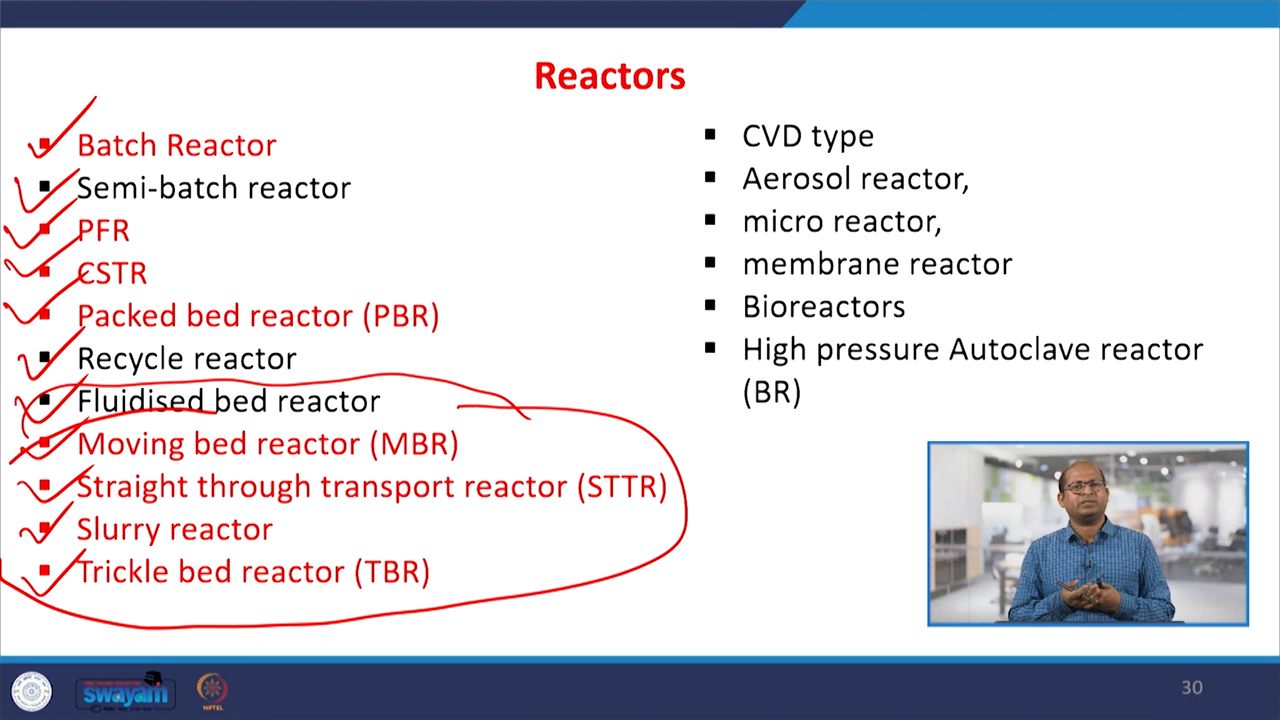 Reactors
Batch Reactor
Semi-batch reactor
PFR
CSTR
Packed bed reactor (PBR)
Recycle reactor
Fluidised bed reactor
Moving bed reactor (MBR)
Straight through transport reactor (STTR)
Slurry reactor
Trickle bed reactor (TBR)
CVD type
Aerosol reactor,
micro reactor,
membrane reactor
Bioreactors
High pressure Autoclave reactor
(BR)
swayam
NPTEL
30